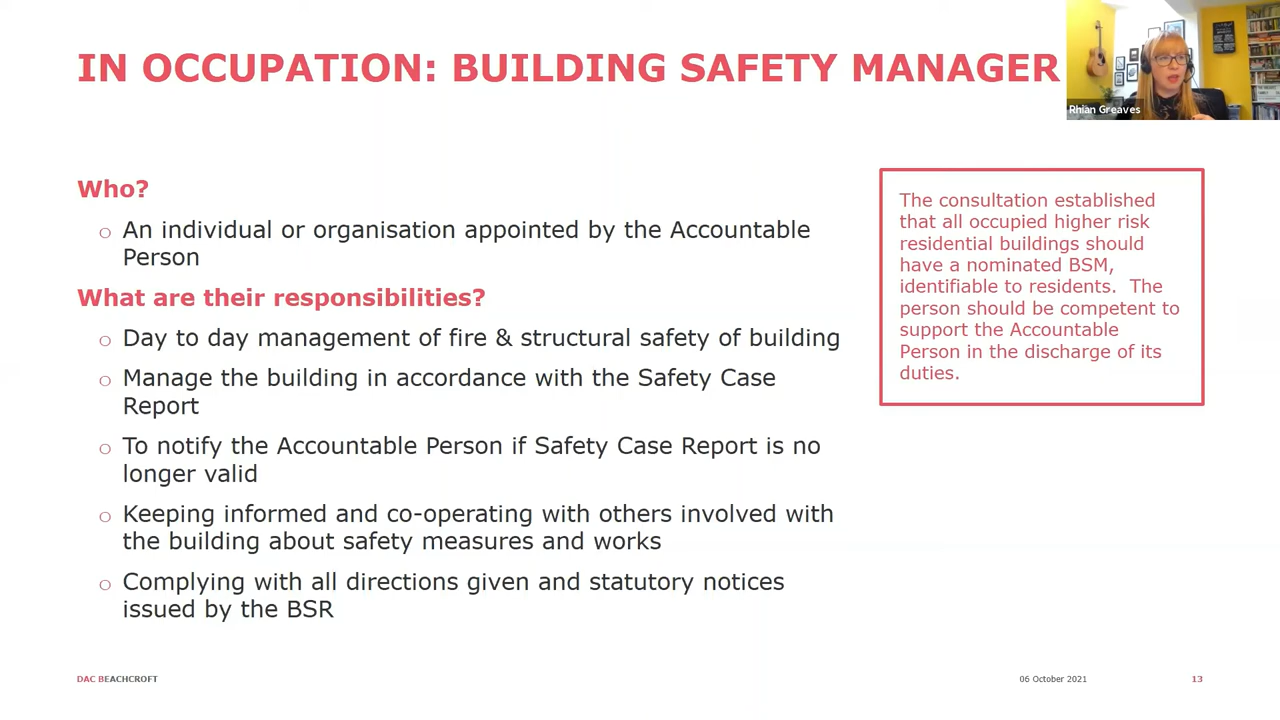 IN OCCUPATION: BUILDING SAFETY MANAGER
Rhian Greaves
Who?
An individual or organisation appointed by the Accountable
Person
What are their responsibilities?
Day to day management of fire & structural safety of building
Manage the building in accordance with the Safety Case
Report
To notify the Accountable Person if Safety Case Report is no
longer valid
Keeping informed and co-operating with others involved with
the building about safety measures and works
Complying with all directions given and statutory notices
issued by the BSR
The consultation established
that all occupied higher risk
residential buildings should
have a nominated BSM,
identifiable to residents.  The
person should be competent to
support the Accountable
Person in the discharge of its
duties.
DAC BEACHCROFT
06 October 2021
13